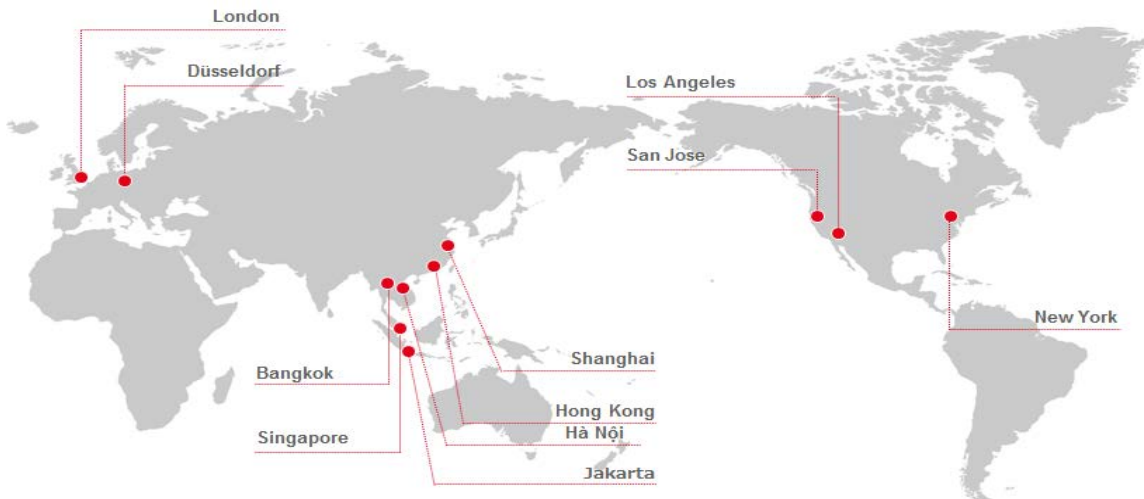 London
Düsseldorf
Los Angeles
San Jose
New York
Shanghai
Bangkok
Hong Kong
Hà Nội
Singapore
Jakarta